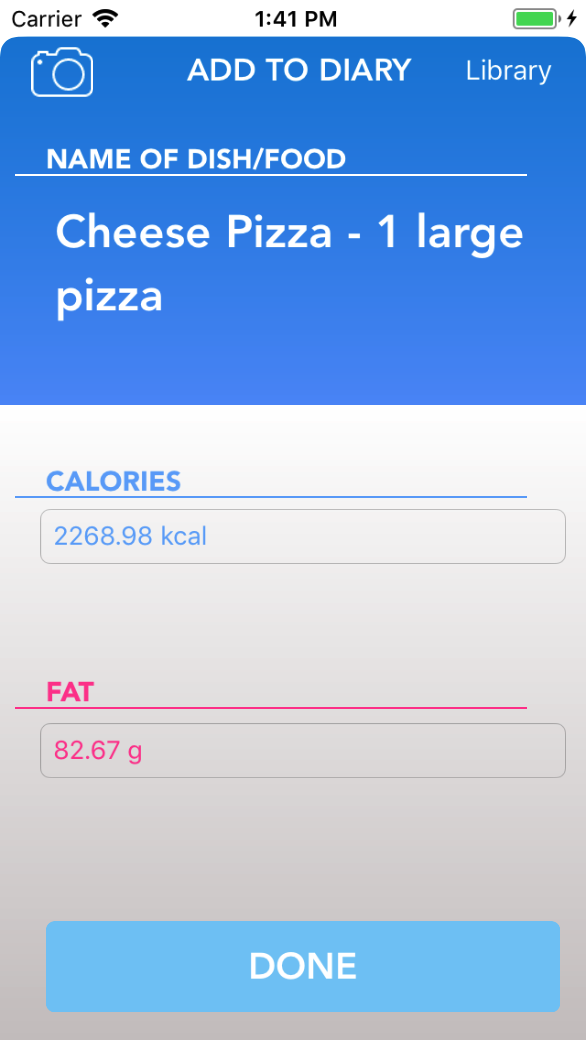 Carrier 1:41 PM
ADD TO DIARY Library
NAME OF DISH/FOOD
Cheese Pizza - 1 large
pizza
CALORIES
2268.98 kcal
FAT
82.67 g
DONE